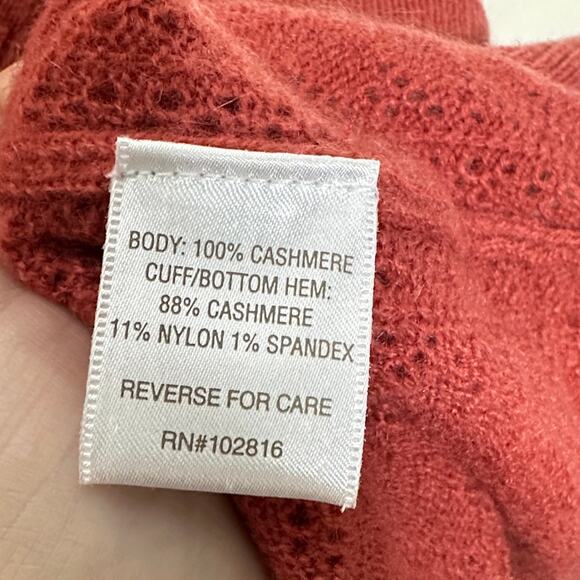 BODY: 100% CASHMERE
CUFF/BOTTOM HEM:
88% CASHMERE
11% NYLON 1% SPANDEX
REVERSE FOR CARE
RN#102816